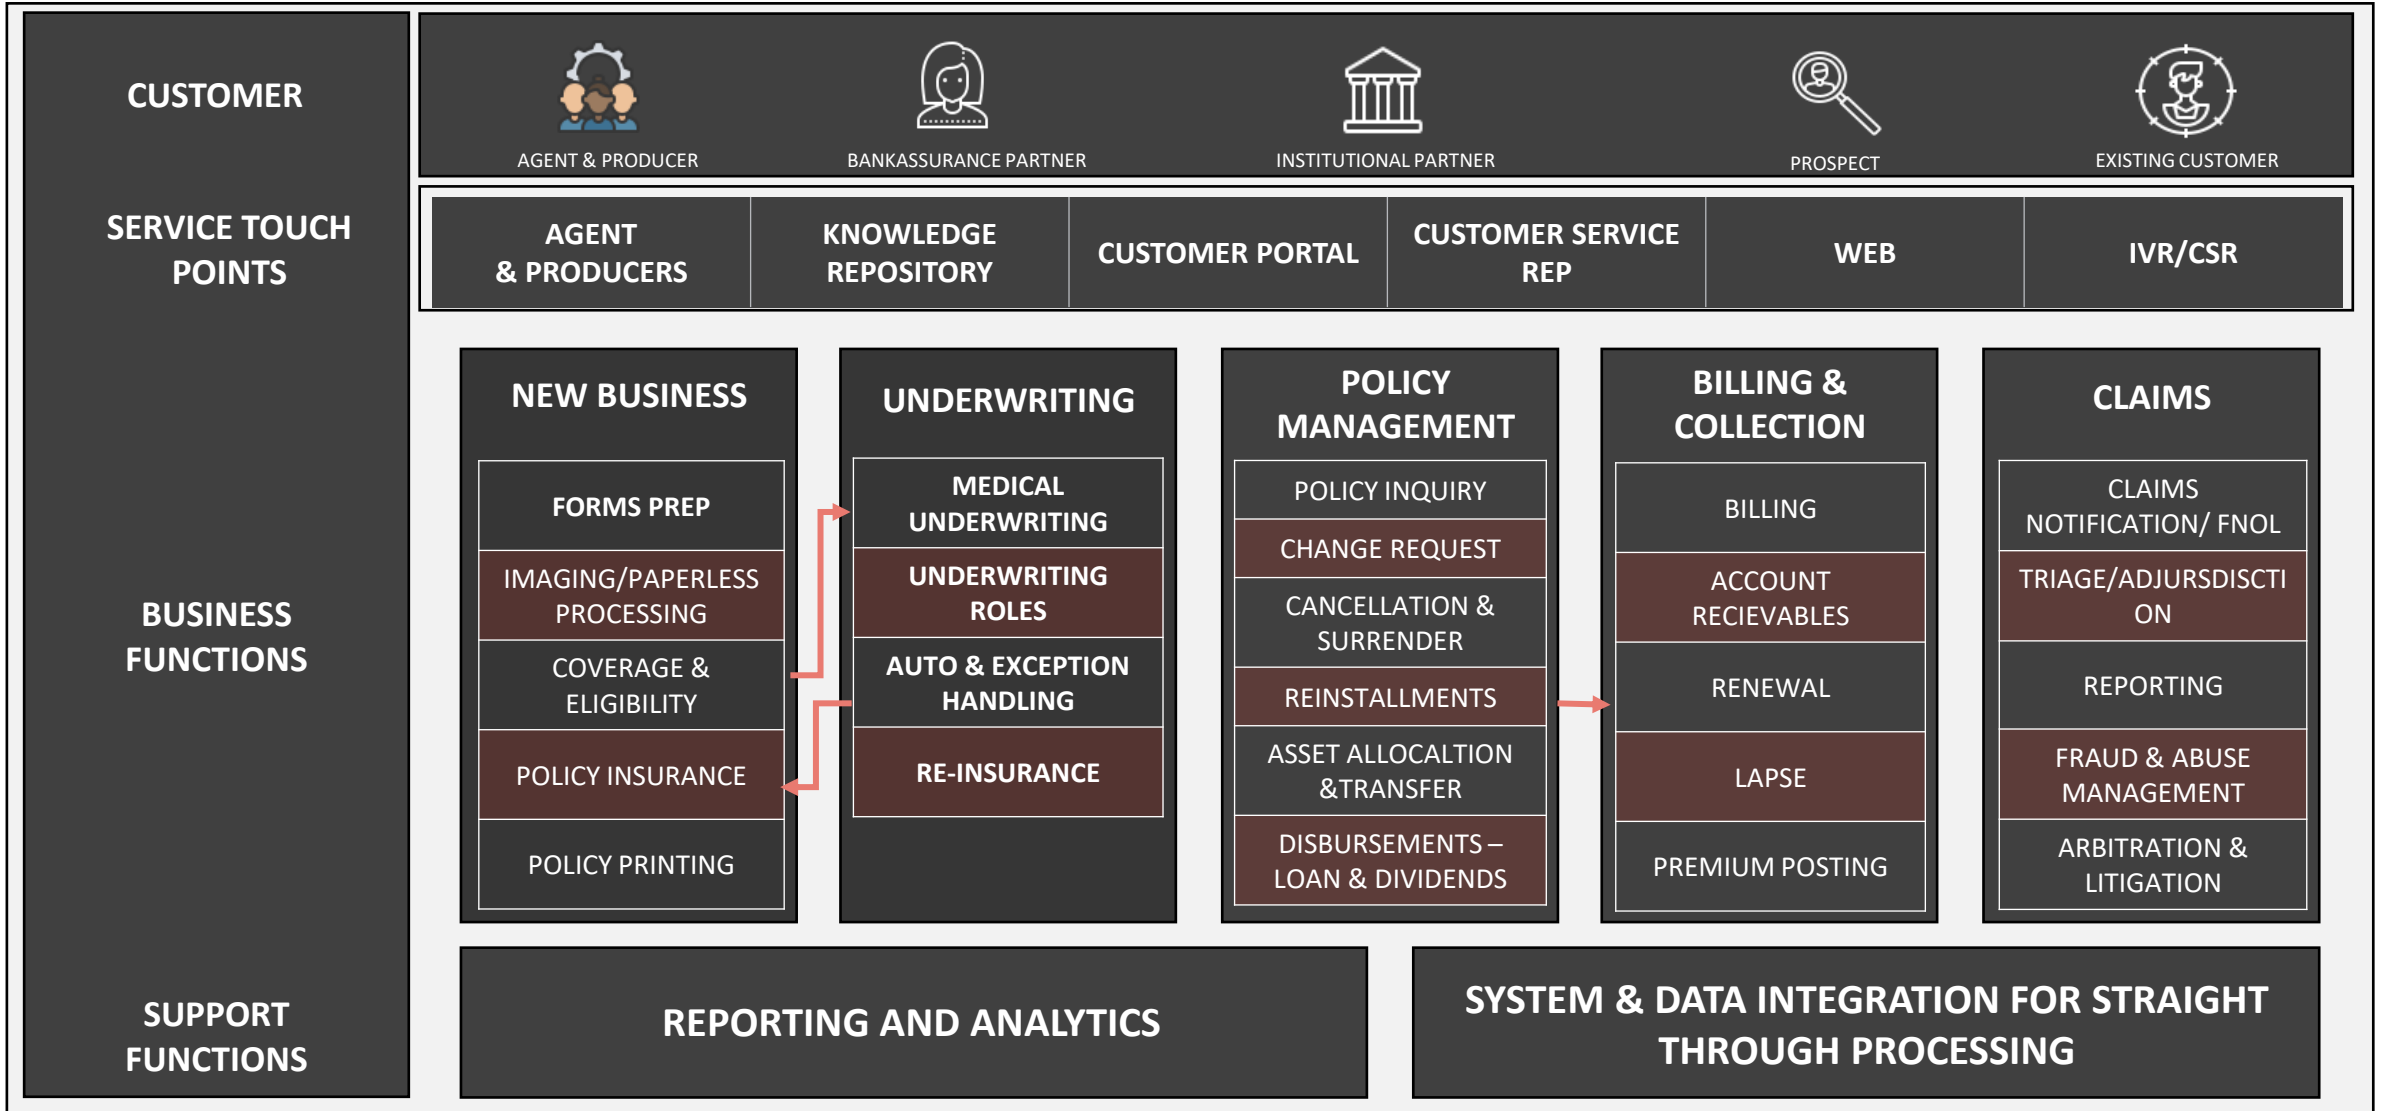 CUSTOMER
AGENT & PRODUCER
BANKASSURANCE PARTNER
INSTITUTIONAL PARTNER
PROSPECT
EXISTING CUSTOMER
SERVICE TOUCH
POINTS
AGENT
& PRODUCERS
KNOWLEDGE
REPOSITORY
CUSTOMER PORTAL
CUSTOMER SERVICE
REP
WEB
IVR/CSR
BUSINESS
FUNCTIONS
NEW BUSINESS
FORMS PREP
IMAGING/PAPERLESS
PROCESSING
COVERAGE &
ELIGIBILITY
POLICY INSURANCE
POLICY PRINTING
UNDERWRITING
MEDICAL
UNDERWRITING
UNDERWRITING
ROLES
AUTO & EXCEPTION
HANDLING
RE-INSURANCE
POLICY
MANAGEMENT
POLICY INQUIRY
CHANGE REQUEST
CANCELLATION &
SURRENDER
REINSTALLMENTS
ASSET ALLOCALTION
&TRANSFER
DISBURSEMENTS –
LOAN & DIVIDENDS
BILLING &
COLLECTION
BILLING
ACCOUNT
RECIEVABLES
RENEWAL
LAPSE
PREMIUM POSTING
CLAIMS
CLAIMS
NOTIFICATION/ FNOL
TRIAGE/ADJURSDISCTI
ON
REPORTING
FRAUD & ABUSE
MANAGEMENT
ARBITRATION &
LITIGATION
SUPPORT
FUNCTIONS
REPORTING AND ANALYTICS
SYSTEM & DATA INTEGRATION FOR STRAIGHT
THROUGH PROCESSING